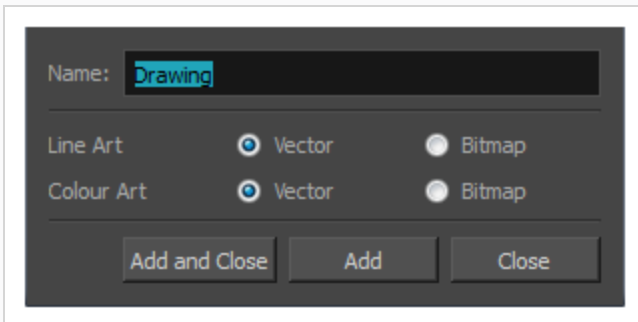 Name: Drawing
Line Art Vector Bitmap
Colour Art Vector Bitmap
Add and Close Add Close